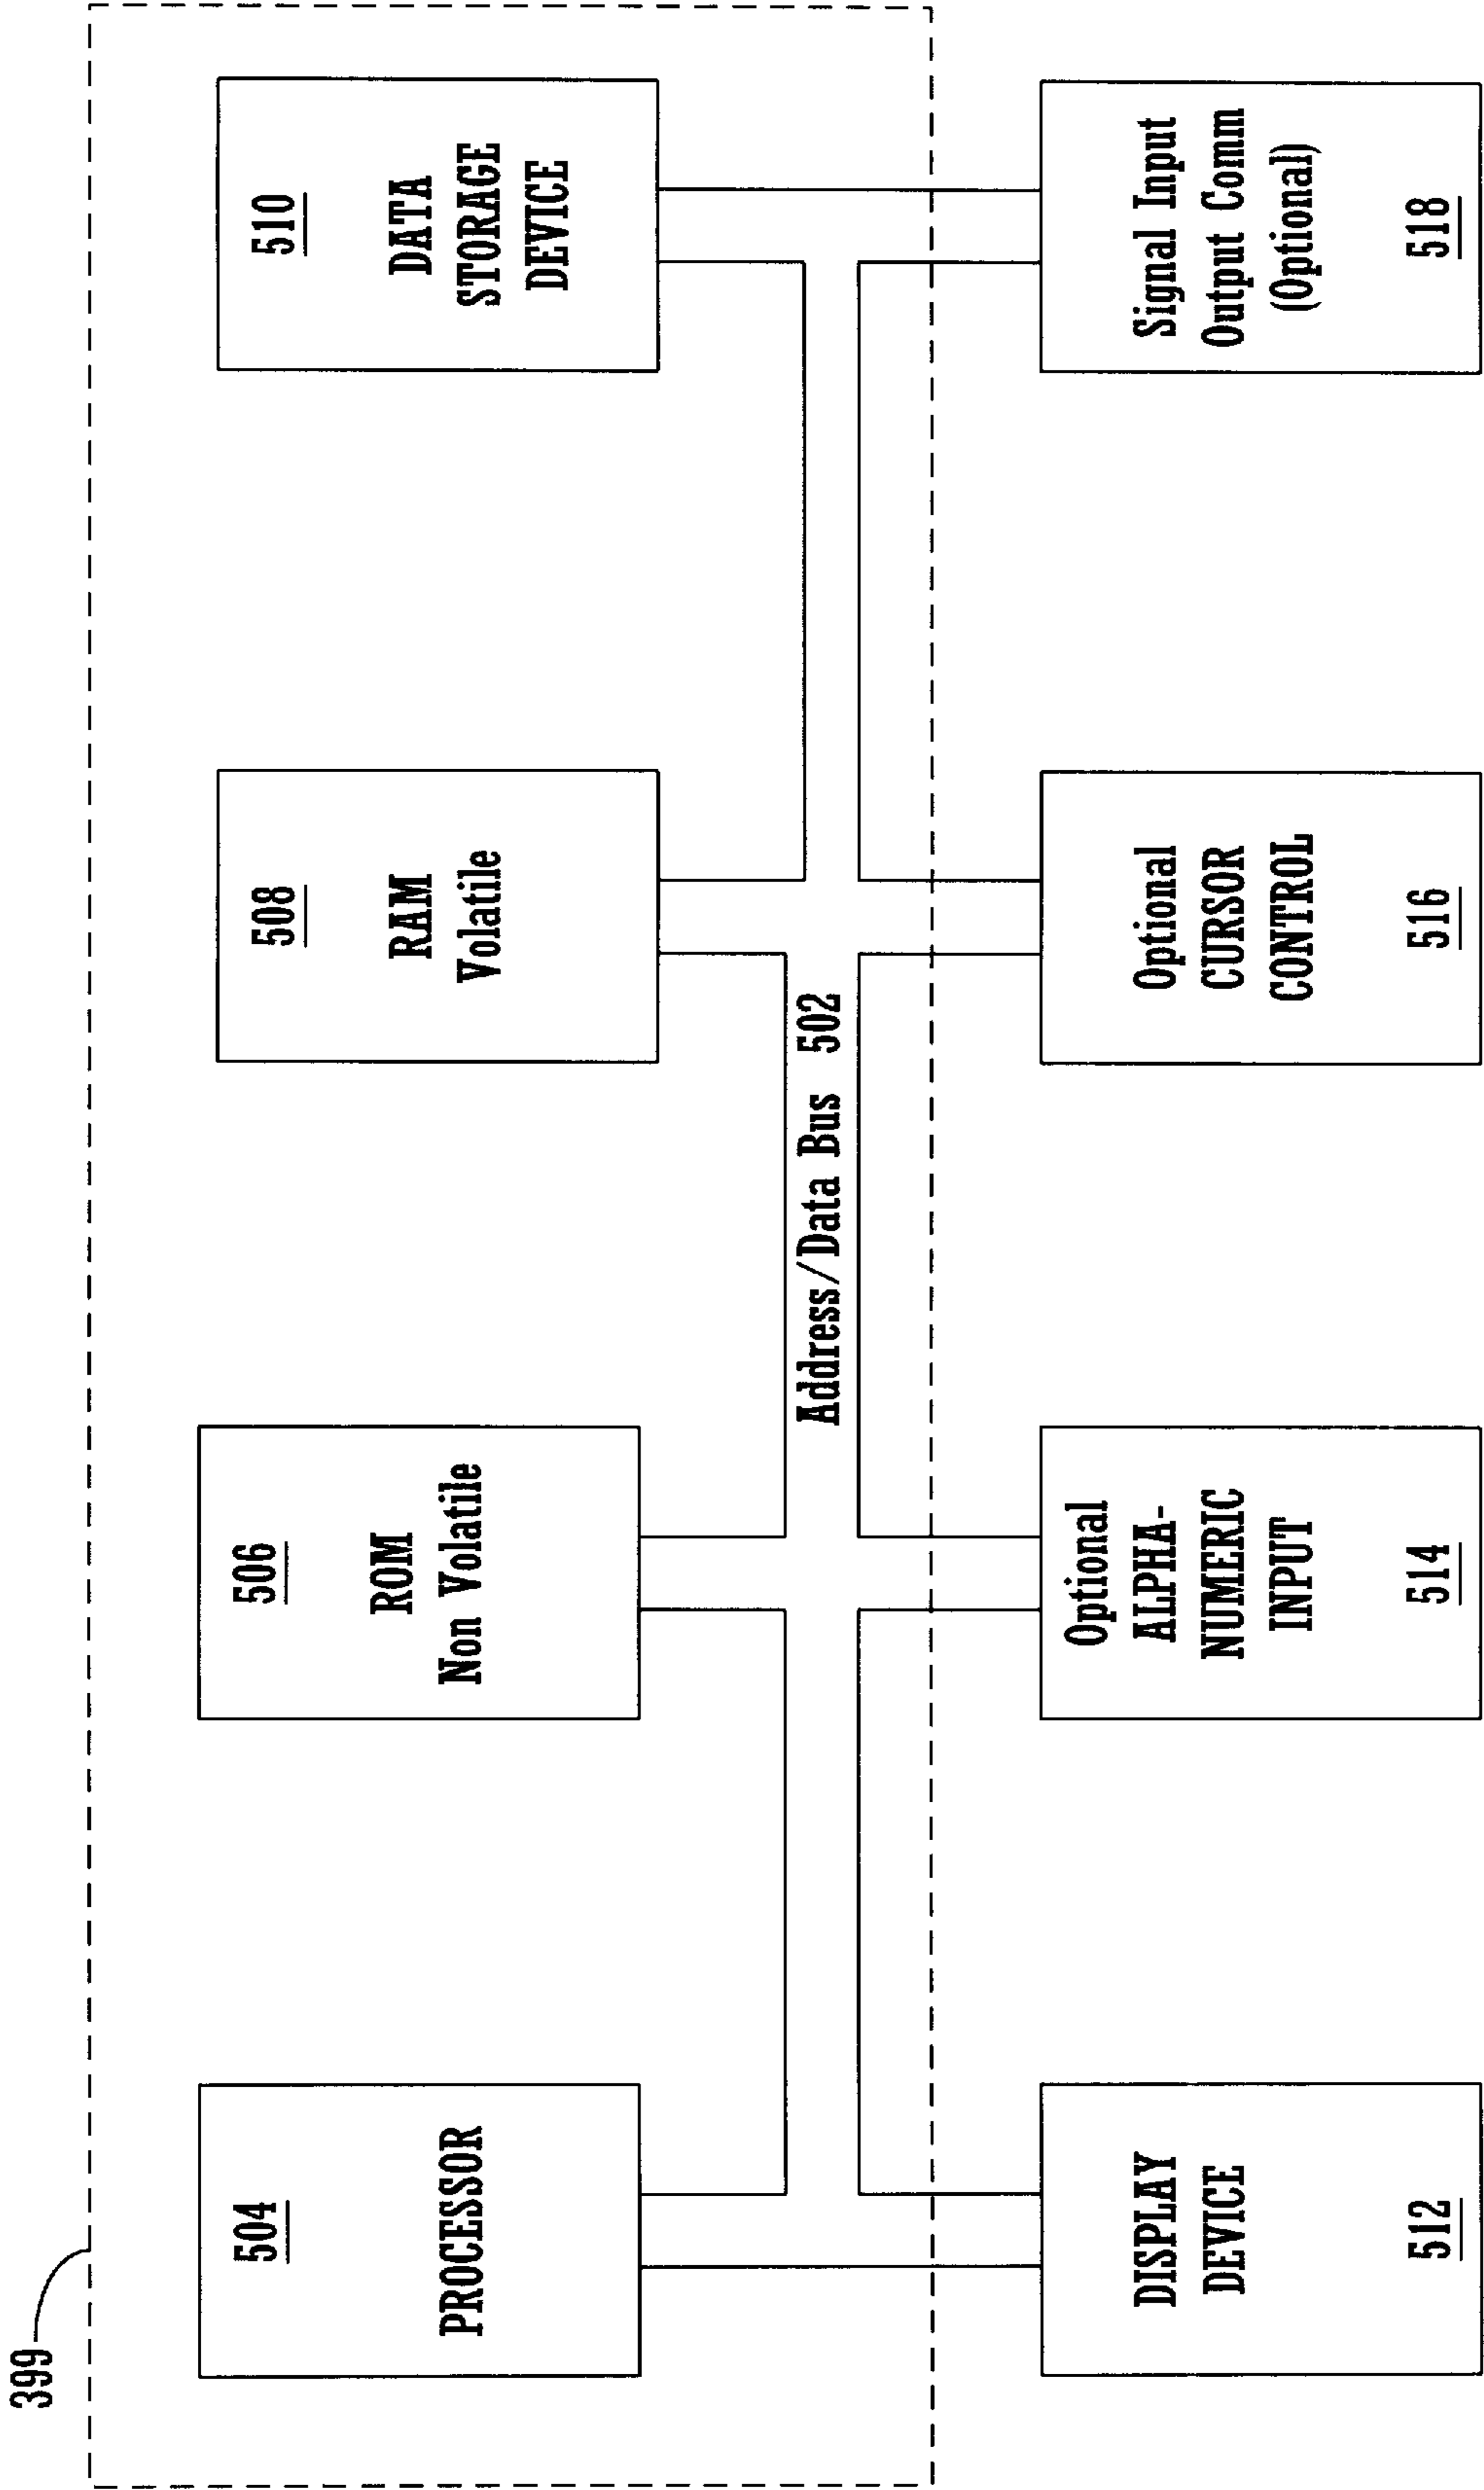 399
504
PROCESSOR
506
ROM
Non Volatile
508
RAM
Volatile
510
DATA
STORAGE
DEVICE
Address/Data Bus 502
DISPLAY
DEVICE
512
Optional
ALPHA-
NUMERIC
INPUT
514
Optional
CURSOR
CONTROL
516
Signal Input
Output Comm
(Optional)
518